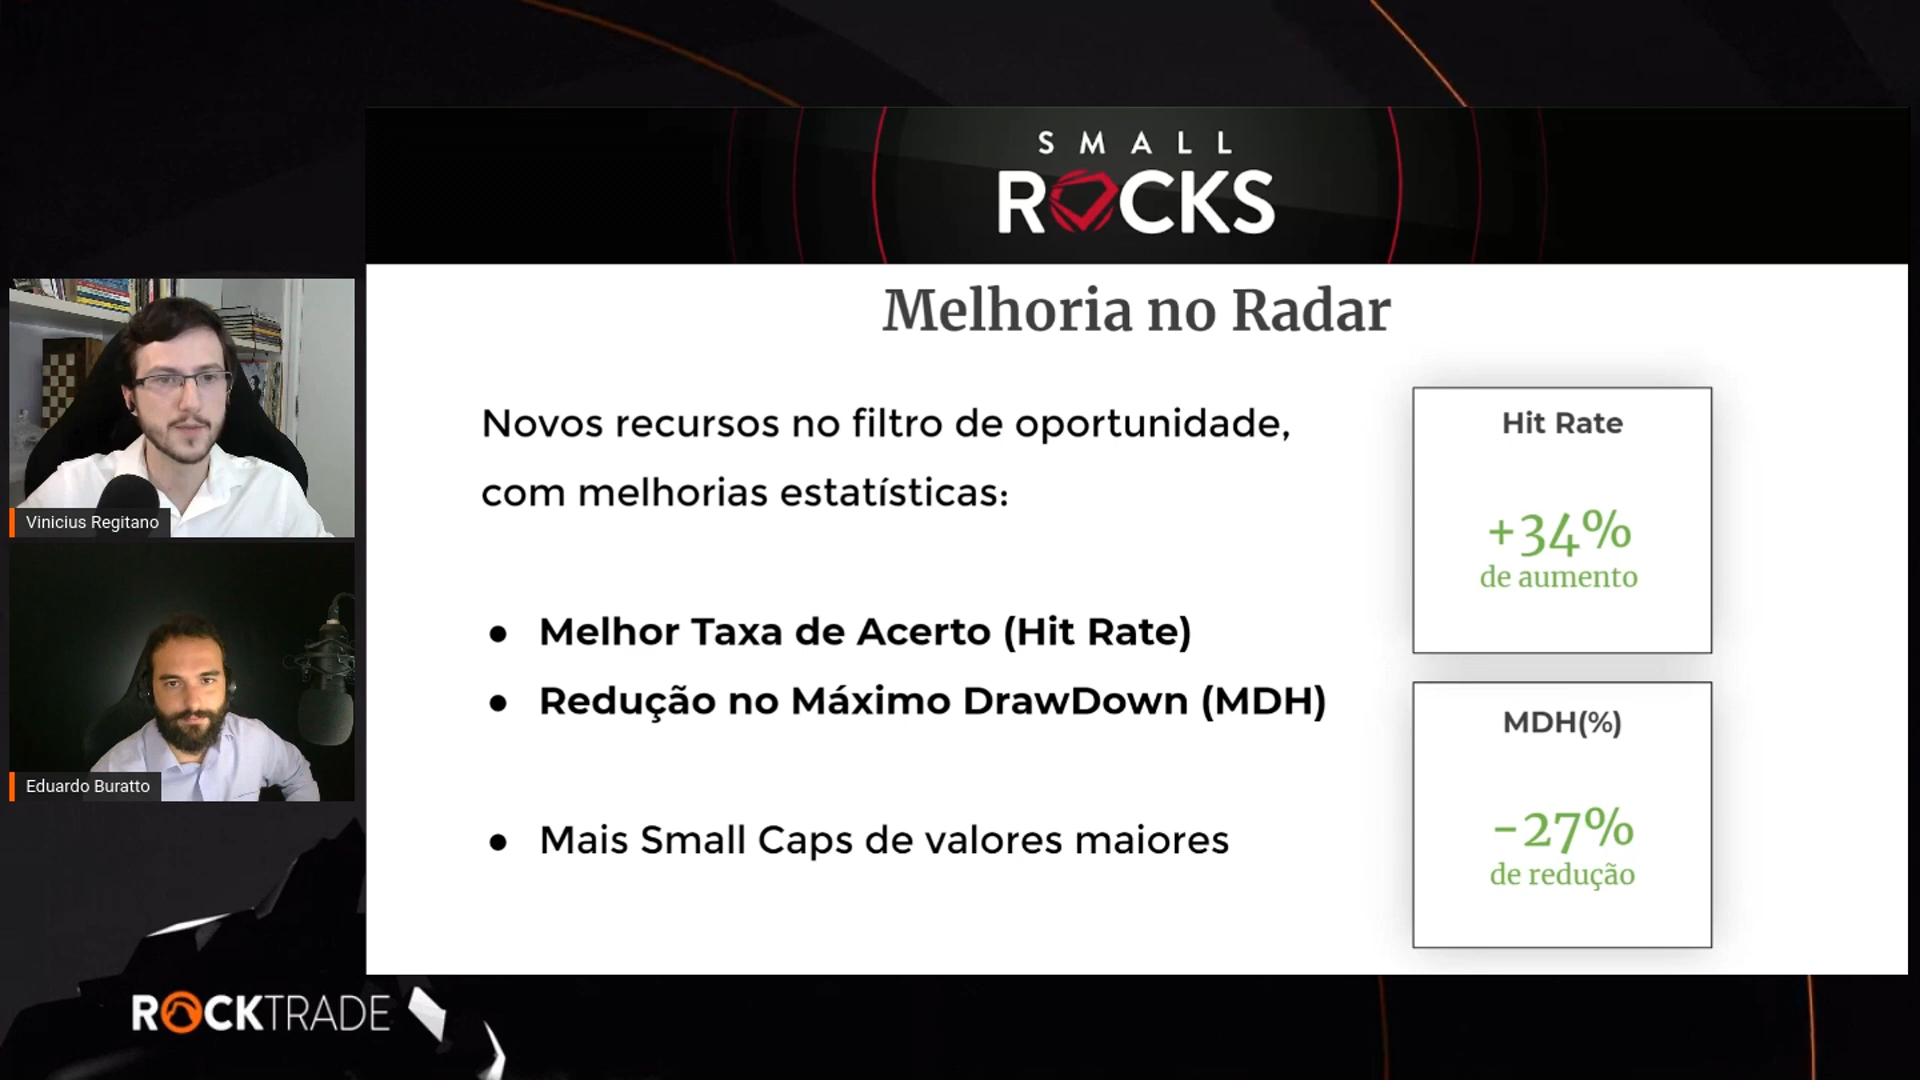 SMALL
ROCKS
Melhoria no Radar
Novos recursos no filtro de oportunidade,
com melhorias estatísticas:
● Melhor Taxa de Acerto (Hit Rate)
● Redução no Máximo DrawDown (MDH)
● Mais Small Caps de valores maiores
Hit Rate
+34%
de aumento
MDH(%)
-27%
de redução
Vinicius Regitano
Eduardo Buratto
ROCKTRADE